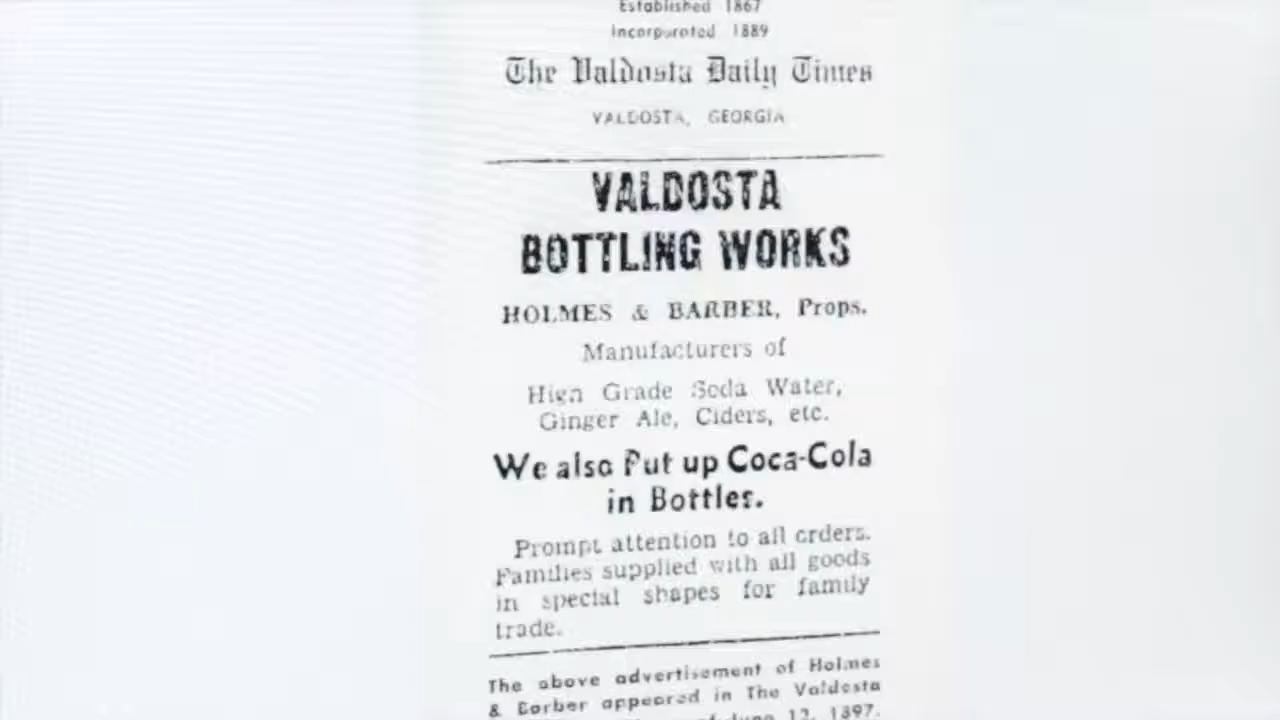 Established 1867
Incorporated 1889
The Valdosta Daily Times
VALDOSTA, GEORGIA
VALDOSTA
BOTTLING WORKS
HOLMES & BARBER, Props.
Manufacturers of
High Grade Soda Water,
Ginger Ale, Ciders, etc.
We also Put up Coca-Cola
in Bottles.
Prompt attention to all orders.
Families supplied with all goods
in special shapes for family
trade.
The above advertisement of Holmes
& Barber appeared in The Valdosta
of June 12, 1897.